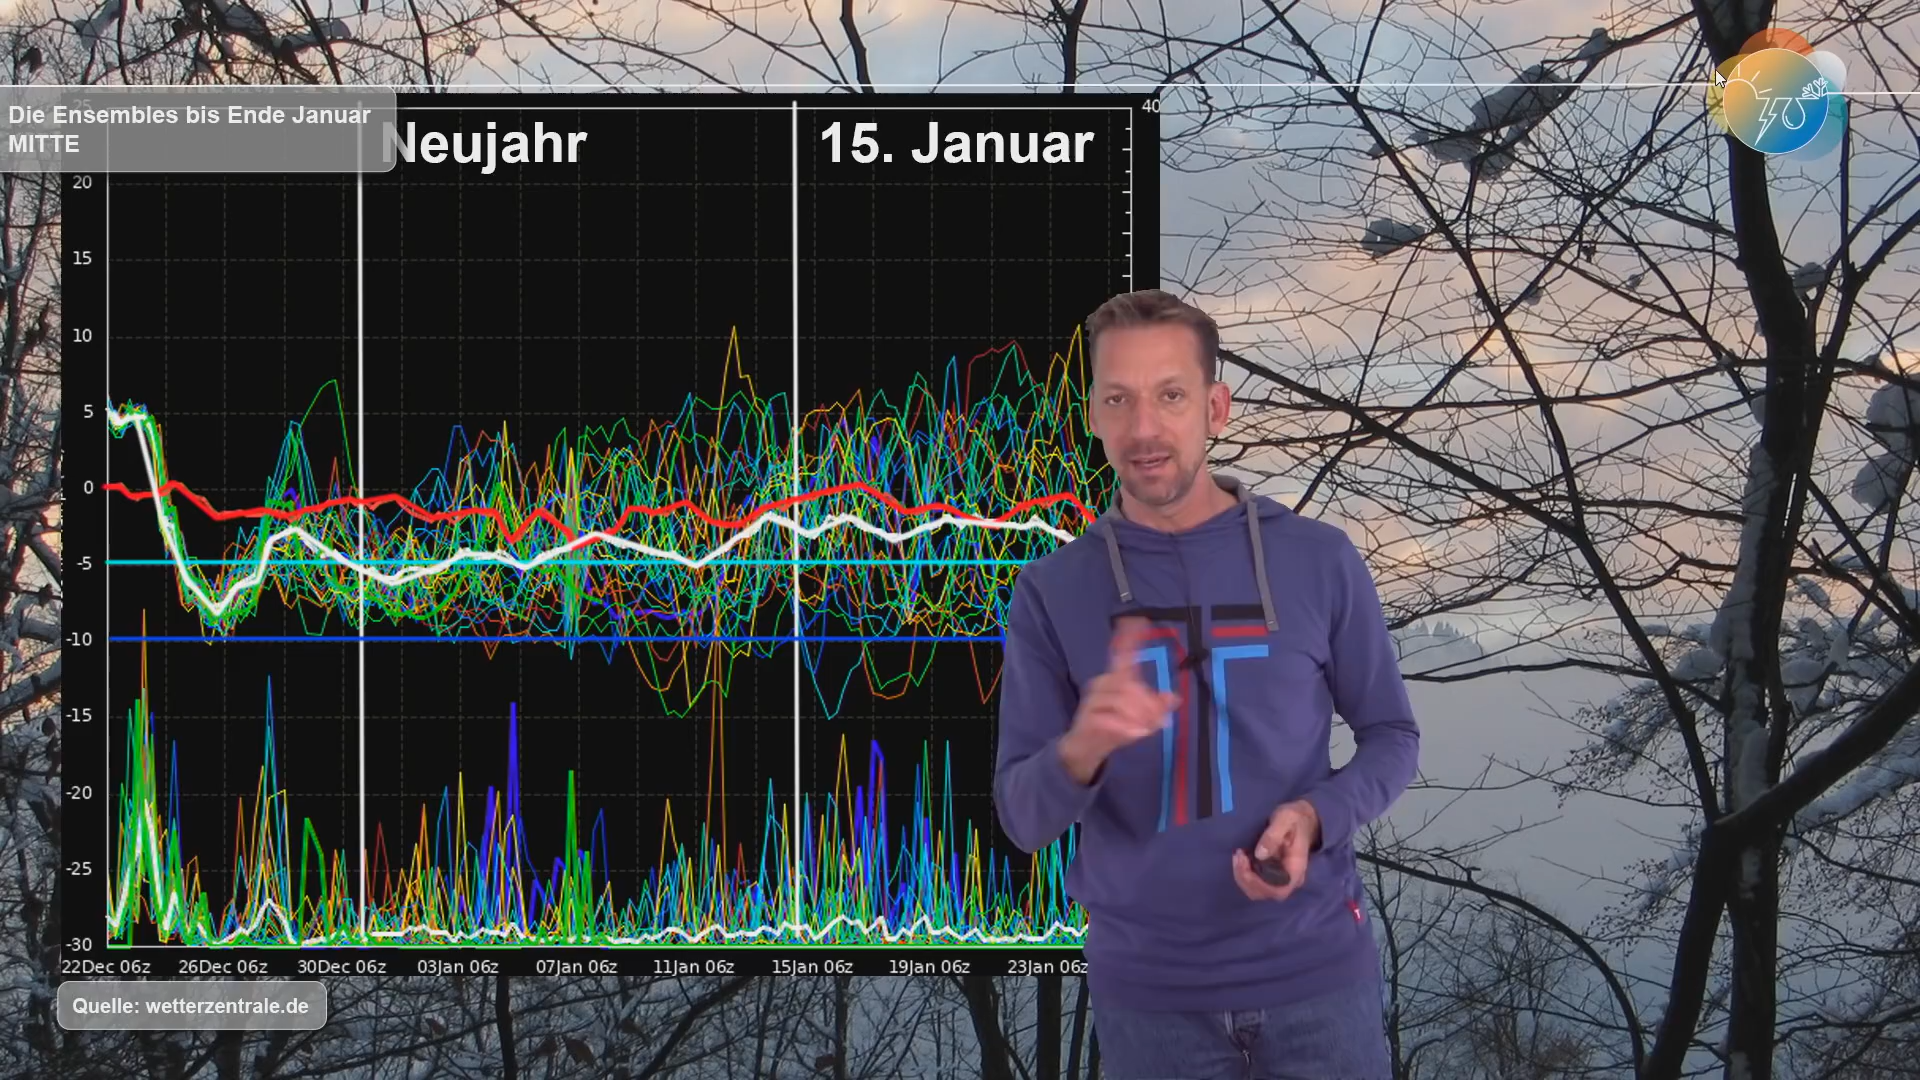 Die Ensembles bis Ende Januar
MITTE
Neujahr
15. Januar
25
40
20
15
10
5
0
-5
-10
-15
-20
-25
-30
22Dec 06z 26Dec 06z 30Dec 06z 03Jan 06z 07Jan 06z 11Jan 06z 15Jan 06z 19Jan 06z 23Jan 06z
Quelle: wetterzentrale.de